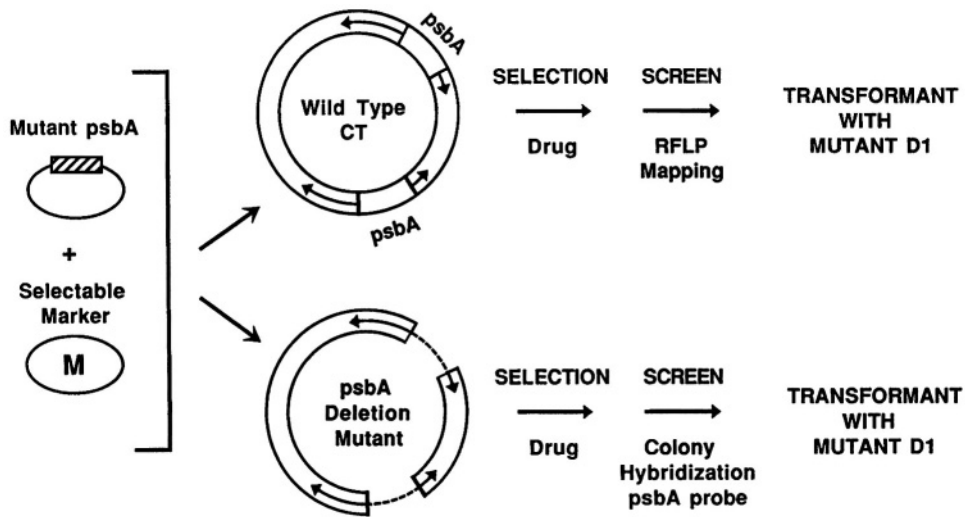 Mutant psbA
+
Selectable
Marker
M
psbA
Wild Type
CT
psbA
SELECTION
Drug
SCREEN
RFLP
Mapping
TRANSFORMANT
WITH
MUTANT D1
psbA
Deletion
Mutant
SELECTION
Drug
SCREEN
Colony
Hybridization
psbA probe
TRANSFORMANT
WITH
MUTANT D1